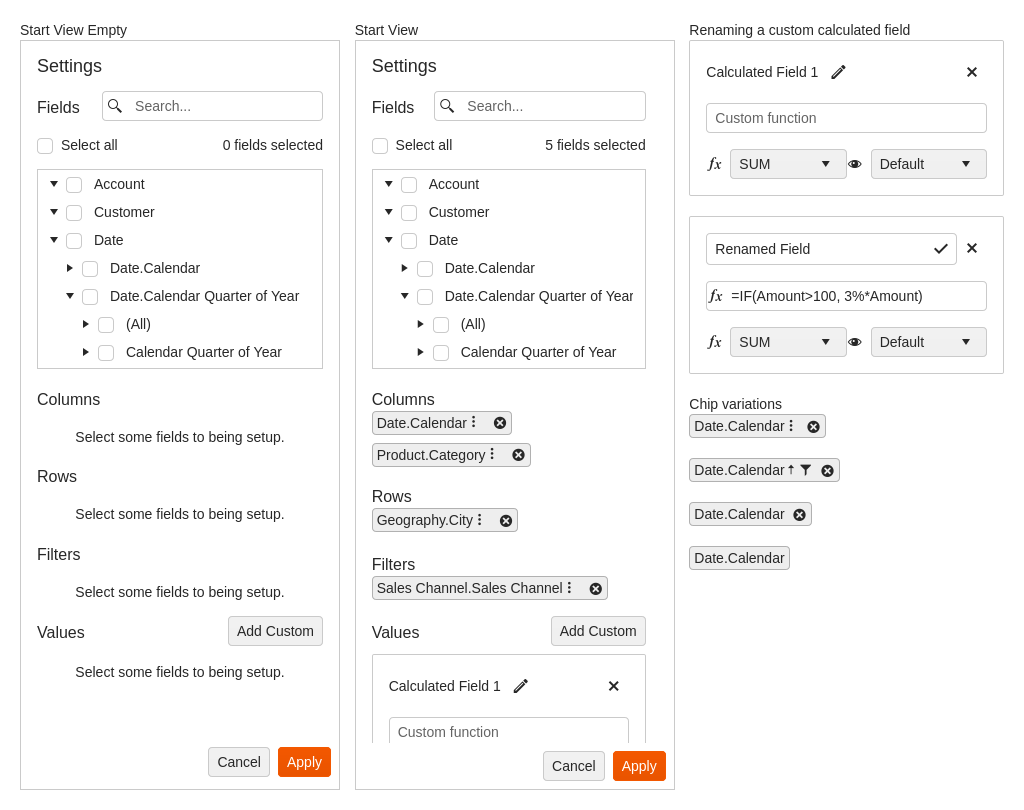 Start View Empty
Settings
Fields
Search...
Select all
0 fields selected
Account
Customer
Date
Date.Calendar
Date.Calendar Quarter of Year
(All)
Calendar Quarter of Year
Columns
Select some fields to being setup.
Rows
Select some fields to being setup.
Filters
Select some fields to being setup.
Values
Add Custom
Select some fields to being setup.
Cancel
Apply
Start View
Settings
Fields
Search...
Select all
5 fields selected
Account
Customer
Date
Date.Calendar
Date.Calendar Quarter of Year
(All)
Calendar Quarter of Year
Columns
Date.Calendar
Product.Category
Rows
Geography.City
Filters
Sales Channel.Sales Channel
Values
Add Custom
Calculated Field 1
Custom function
Cancel
Apply
Renaming a custom calculated field
Calculated Field 1
Custom function
fx SUM
Default
Renamed Field
fx =IF(Amount>100, 3%*Amount)
fx SUM
Default
Chip variations
Date.Calendar
Date.Calendar
Date.Calendar
Date.Calendar